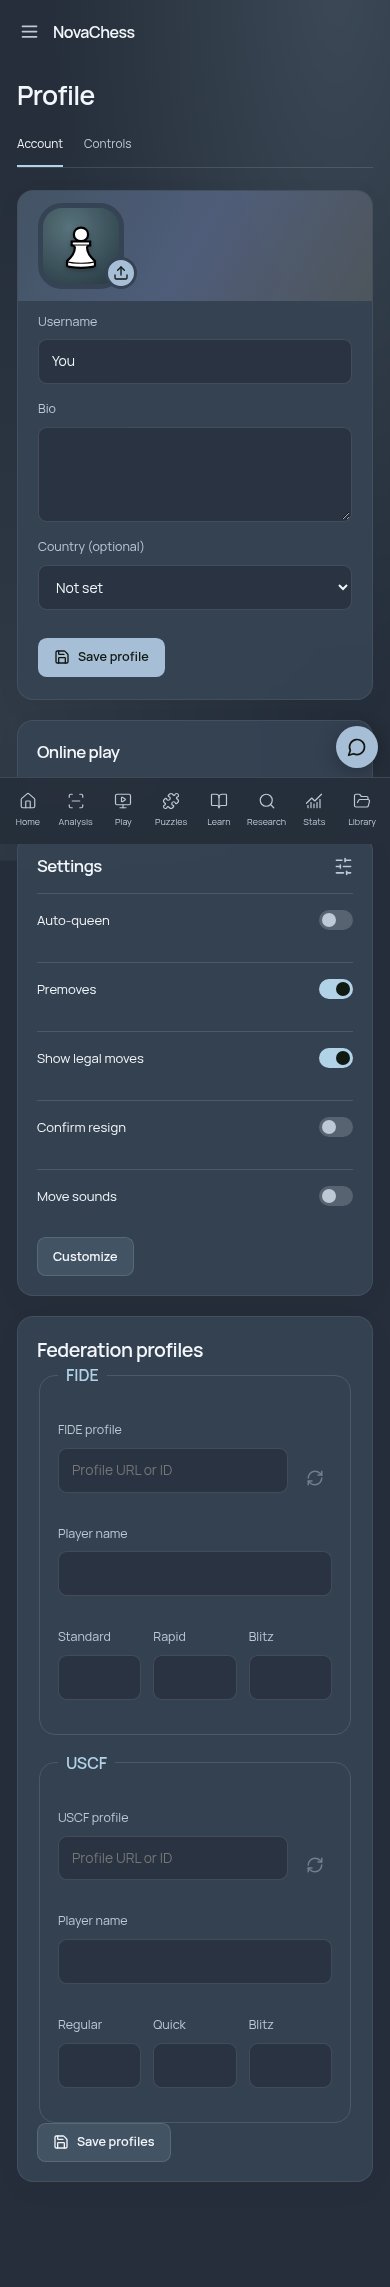 NovaChess
Profile
Account Controls
Username
You
Bio
Country (optional)
Not set
Save profile
Online play
Home Analysis Play Puzzles Learn Research Stats Library
Settings
Auto-queen
Premoves
Show legal moves
Confirm resign
Move sounds
Customize
Federation profiles
FIDE
FIDE profile
Profile URL or ID
Player name
Standard Rapid Blitz
USCF
USCF profile
Profile URL or ID
Player name
Regular Quick Blitz
Save profiles